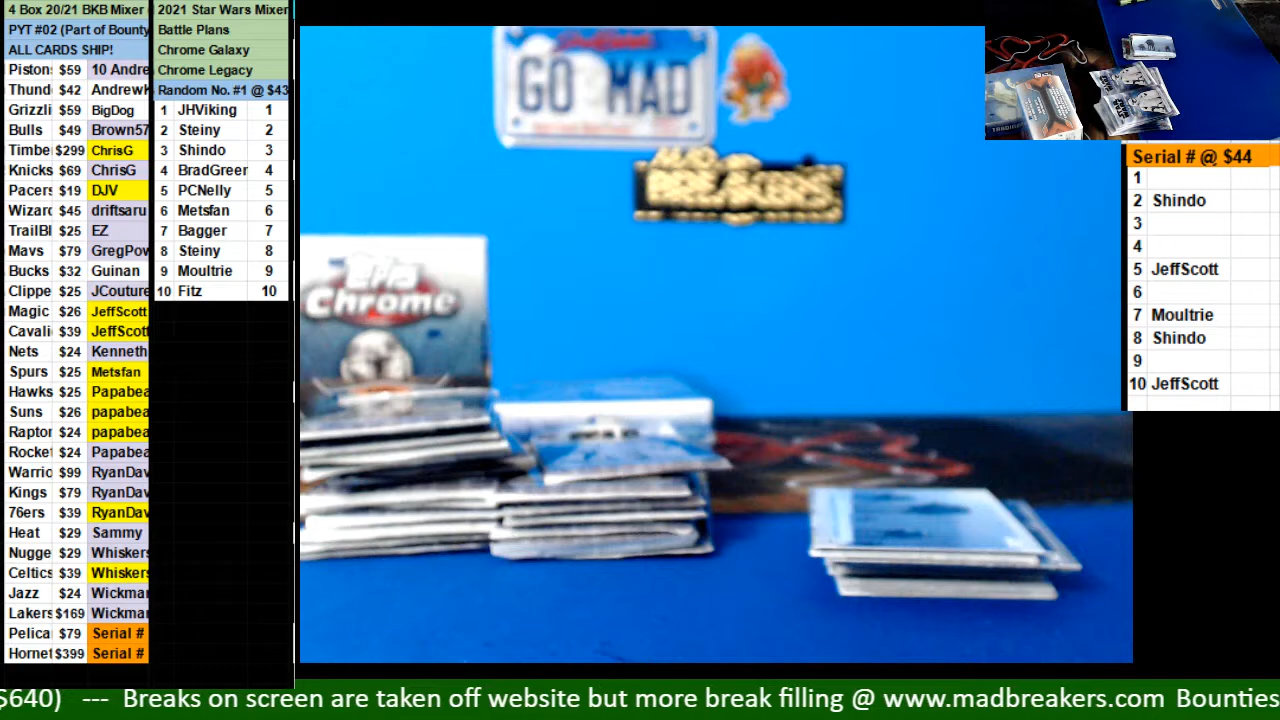 4 Box 20/21 BKB Mixer
PYT #02 (Part of Bounty
ALL CARDS SHIP!
Piston: $59 10 Andre
Thund $42 AndrewK
Grizzli $59 BigDog
Bulls $49 Brown57
Timbe $299 ChrisG
Knicks $69 ChrisG
Pacers $19 DJV
Wizard $45 driftsaru
TrailBl $25 EZ
Mavs $79 GregPow
Bucks $32 Guinan
Clippe $25 JCouture
Magic $26 JeffScott
Cavali $39 JeffScott
Nets $24 Kenneth
Spurs $25 Metsfan
Hawks $25 Papabea
Suns $26 papabea
Rapton $24 papabea
Rocket $24 Papabea
Warric $99 RyanDav
Kings $79 RyanDav
76ers $39 RyanDav
Heat $29 Sammy
Nugge $29 Whiskers
Celtics $39 Whiskers
Jazz $24 Wickmar
Lakers $169 Wickmar
Pelica $79 Serial #
Hornet $399 Serial #
2021 Star Wars Mixer
Battle Plans
Chrome Galaxy
Chrome Legacy
Random No. #1 @ $43
1 JHViking 1
2 Steiny 2
3 Shindo 3
4 BradGreer 4
5 PCNelly 5
6 Metsfan 6
7 Bagger 7
8 Steiny 8
9 Moultrie 9
10 Fitz 10
GO MAD
BREAKERS
Chrome
Serial # @ $44
1
2 Shindo
3
4
5 JeffScott
6
7 Moultrie
8 Shindo
9
10 JeffScott
$640) --- Breaks on screen are taken off website but more break filling @ www.madbreakers.com Bounties